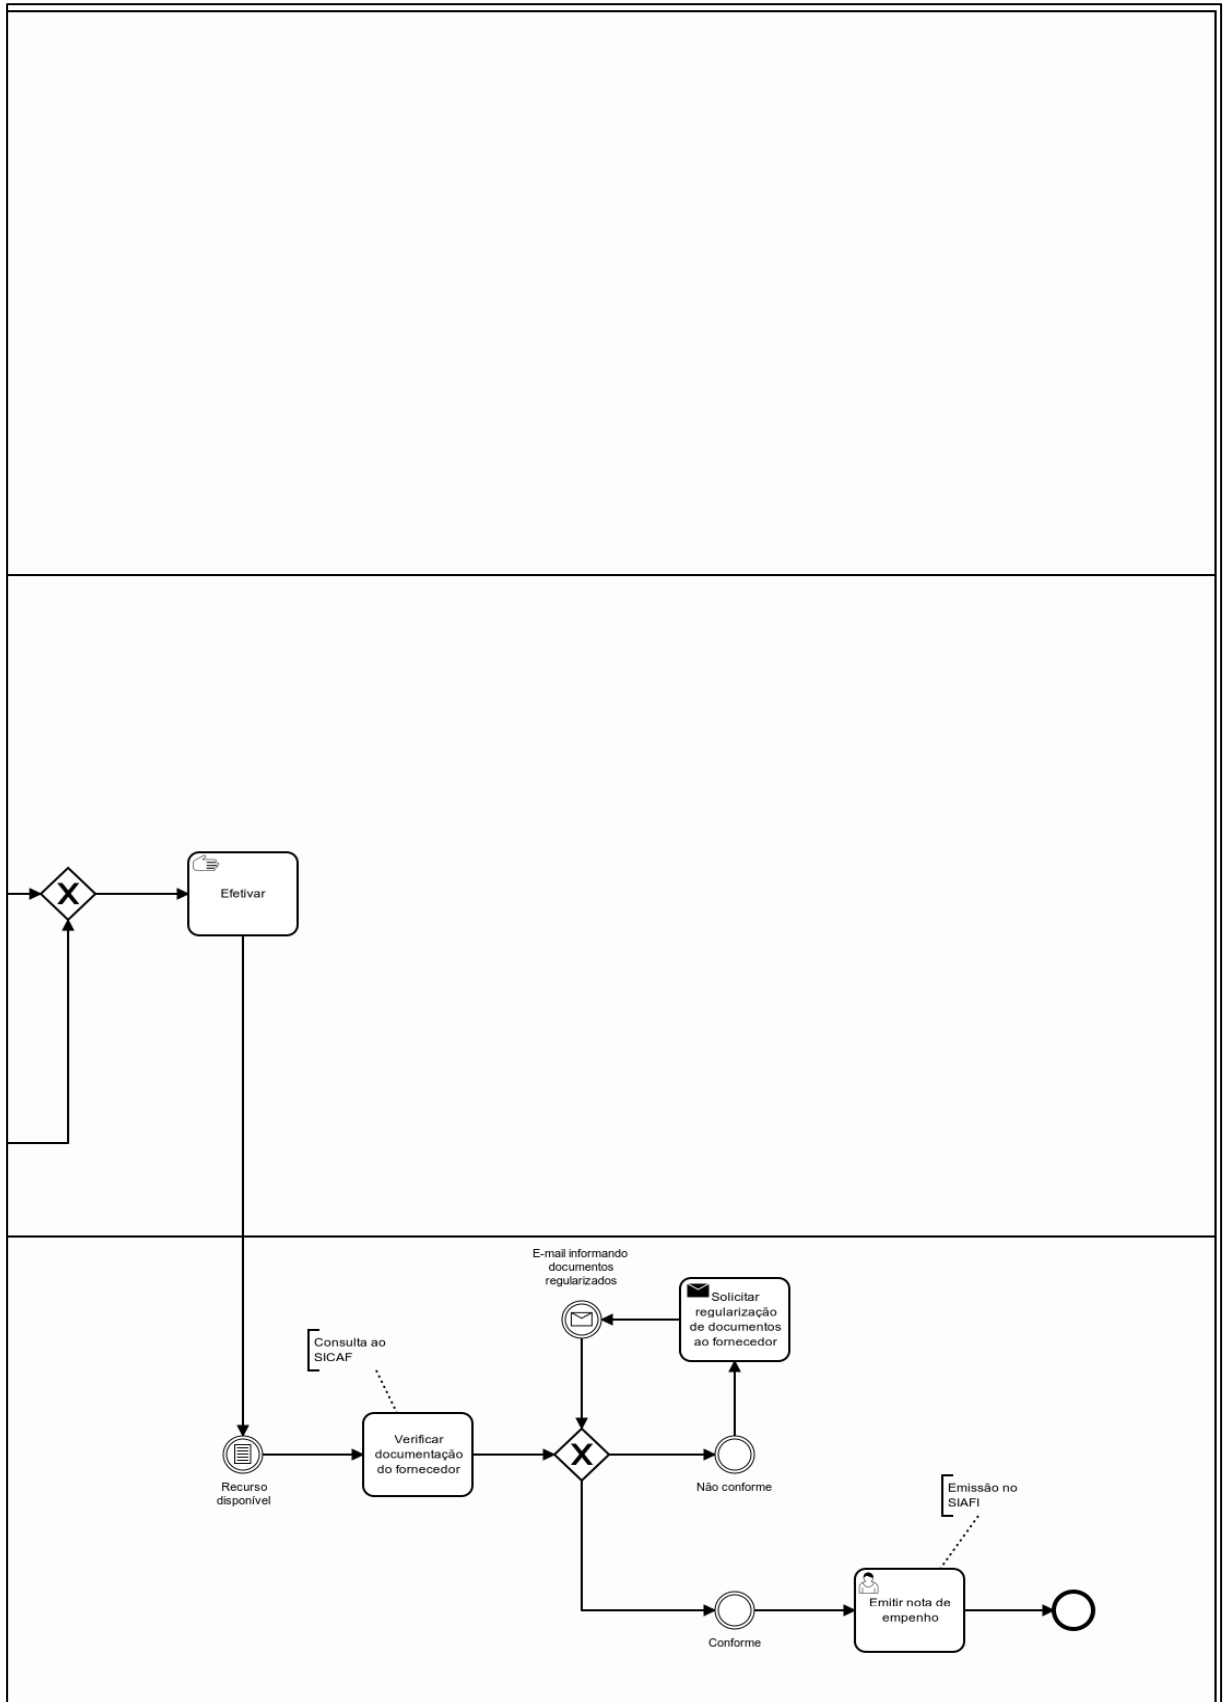 Efetivar
E-mail informando
documentos
regularizados
Solicitar
regularização
de documentos
ao fornecedor
Consulta ao
SICAF
Verificar
documentação
do fornecedor
Recurso
disponível
Não conforme
Emissão no
SIAFI
Emitir nota de
empenho
Conforme